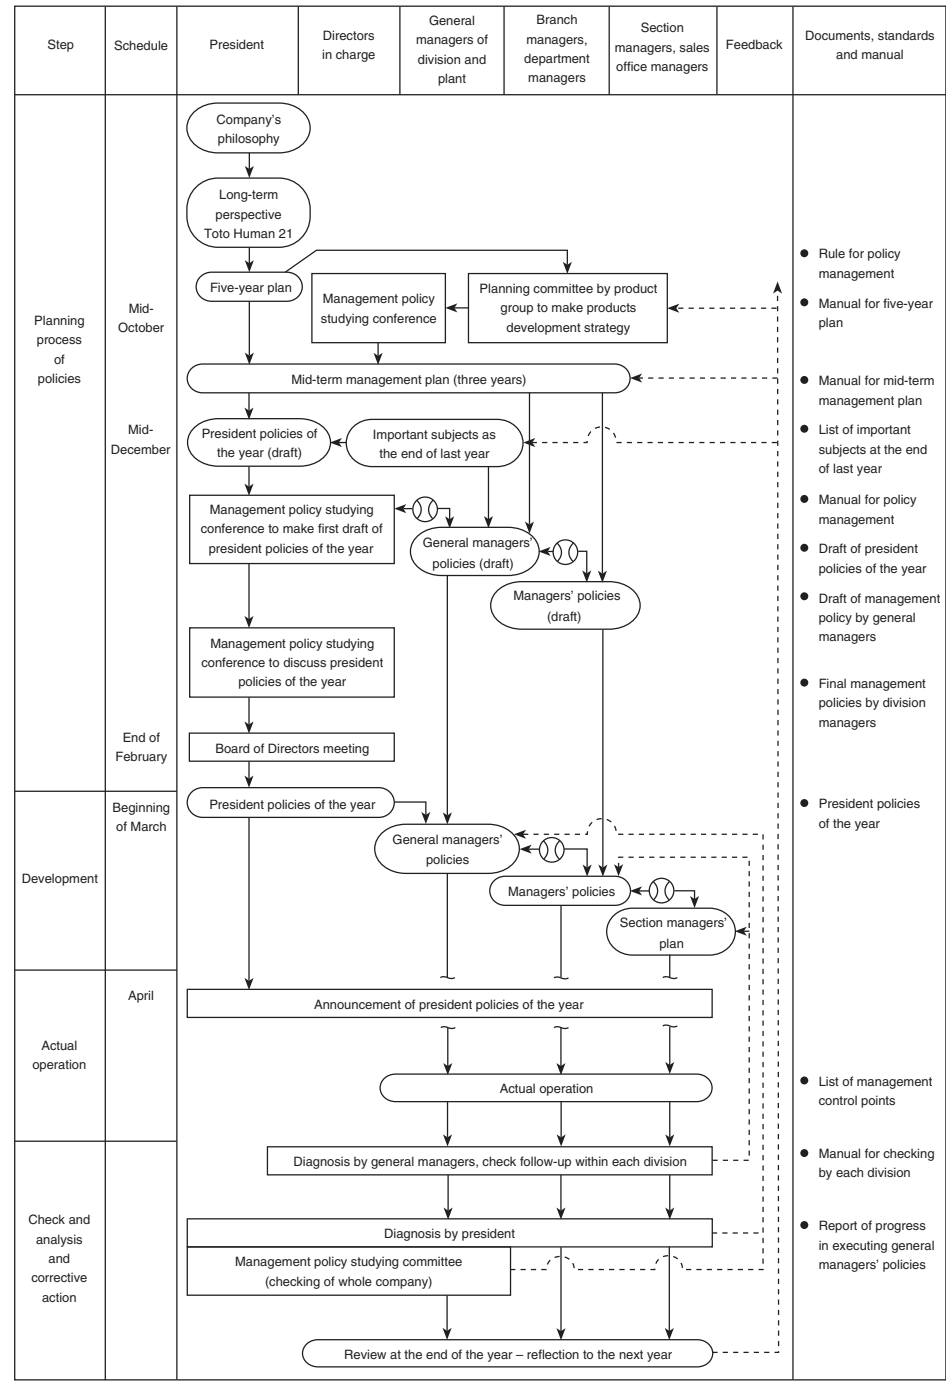 Step
Schedule
President
Directors
in charge
General
managers of
division and
plant
Branch
managers,
department
managers
Section
managers, sales
office managers
Feedback
Documents, standards
and manual
Planning
process
of
policies
Mid-
October
Mid-
December
End of
February
Company's
philosophy
Long-term
perspective
Toto Human 21
Five-year plan
Management policy
studying conference
Planning committee by product
group to make products
development strategy
Mid-term management plan (three years)
President policies of
the year (draft)
Important subjects as
the end of last year
Management policy studying
conference to make first draft of
president policies of the year
General managers'
policies (draft)
Managers' policies
(draft)
Management policy studying
conference to discuss president
policies of the year
Board of Directors meeting
● Rule for policy
management
● Manual for five-year
plan
● Manual for mid-term
management plan
● List of important
subjects at the end
of last year
● Manual for policy
management
● Draft of president
policies of the year
● Draft of management
policy by general
managers
● Final management
policies by division
managers
Development
Beginning
of March
President policies of the year
General managers'
policies
Managers' policies
Section managers'
plan
● President policies
of the year
Actual
operation
April
Announcement of president policies of the year
Actual operation
● List of management
control points
Check and
analysis
and
corrective
action
Diagnosis by general managers, check follow-up within each division
Diagnosis by president
Management policy studying committee
(checking of whole company)
Review at the end of the year – reflection to the next year
● Manual for checking
by each division
● Report of progress
in executing general
managers' policies